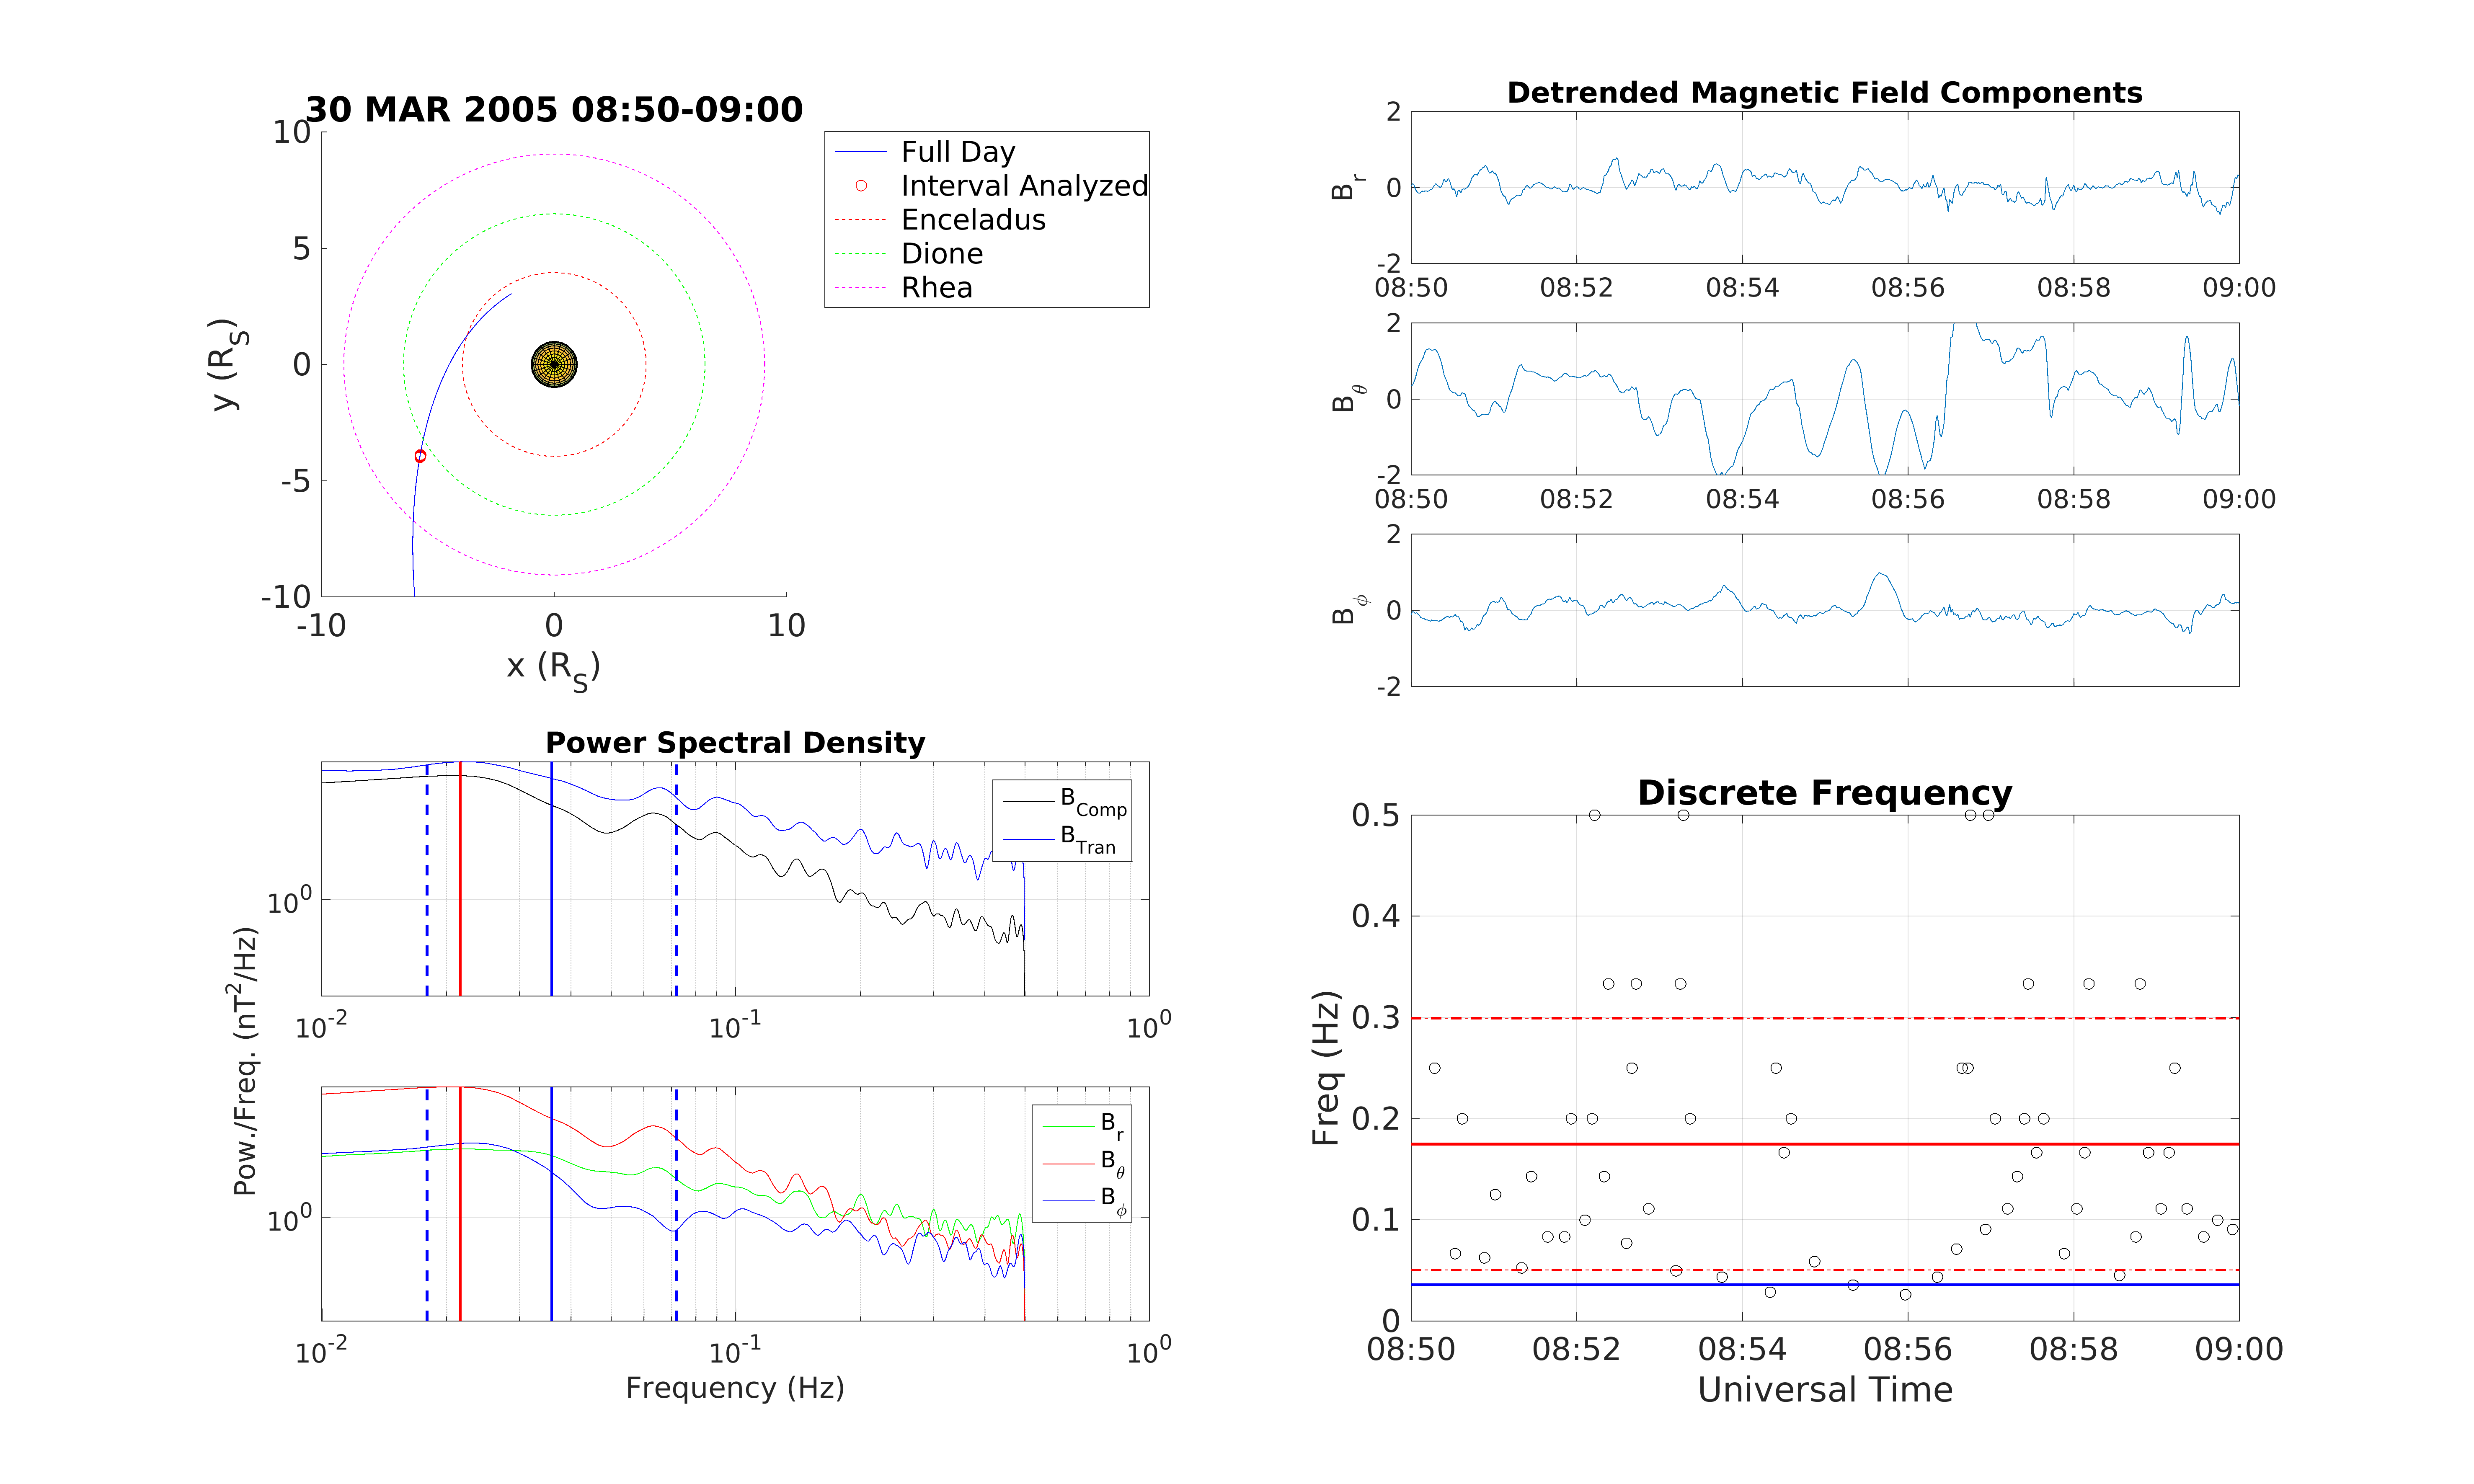 30 MAR 2005 08:50-09:00
10
5
0
-5
-10
-10 0 10
y (R_S)
x (R_S)
Full Day
Interval Analyzed
Enceladus
Dione
Rhea
Detrended Magnetic Field Components
2
0
-2
B_r
08:50 08:52 08:54 08:56 08:58 09:00
2
0
-2
B_θ
08:50 08:52 08:54 08:56 08:58 09:00
2
0
-2
B_ϕ
Power Spectral Density
B_Comp
B_Tran
10^0
10^-2 10^-1 10^0
Pow./Freq. (nT^2/Hz)
B_r
B_θ
B_ϕ
10^0
10^-2 10^-1 10^0
Frequency (Hz)
Discrete Frequency
0.5
0.4
0.3
0.2
0.1
0
Freq (Hz)
08:50 08:52 08:54 08:56 08:58 09:00
Universal Time